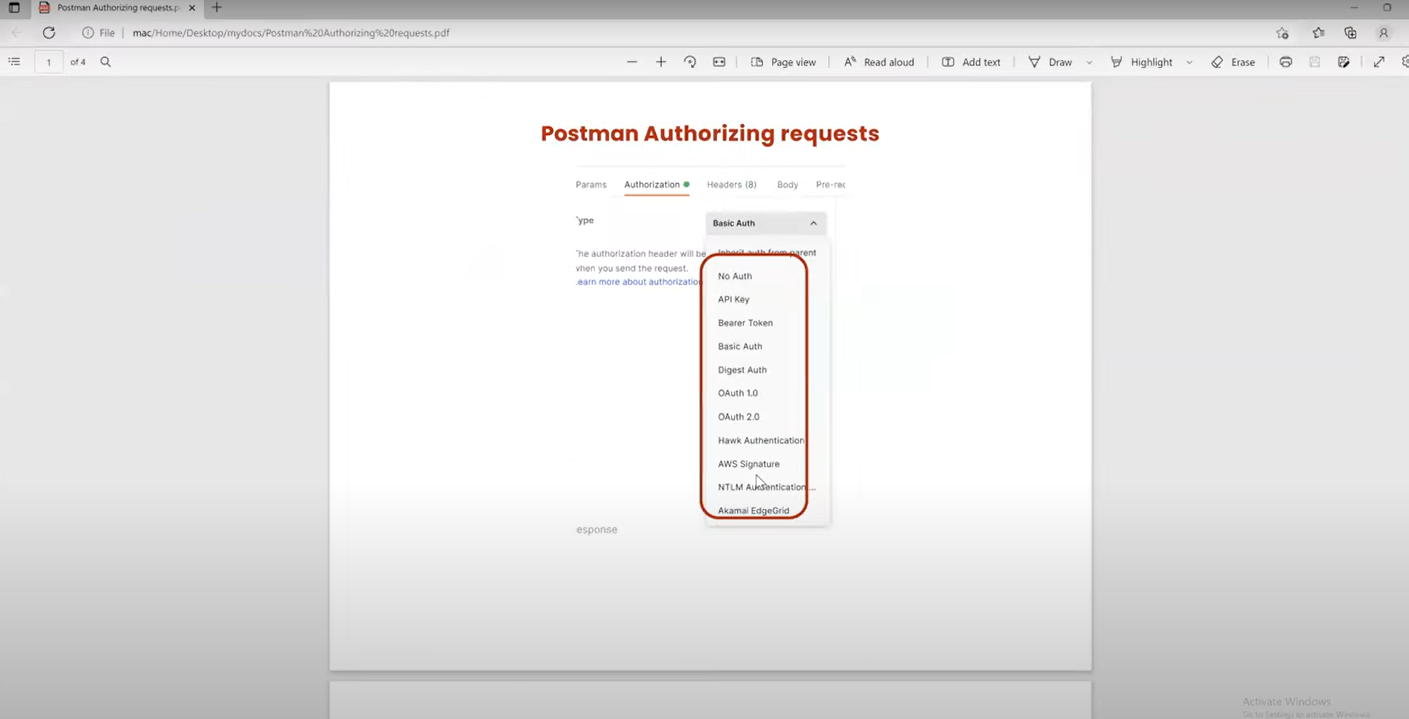 Postman Authorizing requests.p
File mac/Home/Desktop/mydocs/Postman%20Authorizing%20requests.pdf
1 of 4 Page view Read aloud Add text Draw Highlight Erase
Postman Authorizing requests
Params Authorization Headers (8) Body Pre-rec
ype Basic Auth
Inherit auth from parent
he authorization header will be
when you send the request.
earn more about authorization
No Auth
API Key
Bearer Token
Basic Auth
Digest Auth
OAuth 1.0
OAuth 2.0
Hawk Authentication
AWS Signature
NTLM Authentication ...
Akamai EdgeGrid
esponse
Activate Windows
Go to Settings to activate Windows.